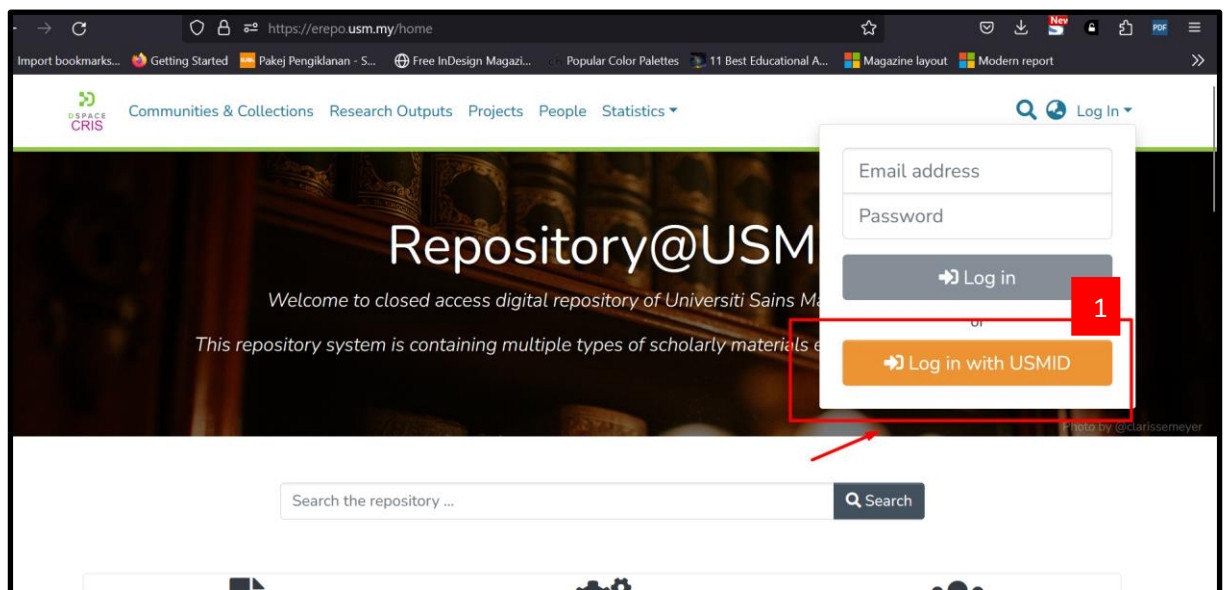 https://erepo.usm.my/home
New
PDF
Import bookmarks... Getting Started Pakej Pengiklanan - S... Free InDesign Magazi... Popular Color Palettes 11 Best Educational A... Magazine layout Modern report
DSPACE
CRIS
Communities & Collections Research Outputs Projects People Statistics Log In
Email address
Password
Repository@USM
Log in
1
Welcome to closed access digital repository of Universiti Sains Ma
or
This repository system is containing multiple types of scholarly materials e
Log in with USMID
Photo by @clarissemeyer
Search the repository ...
Search